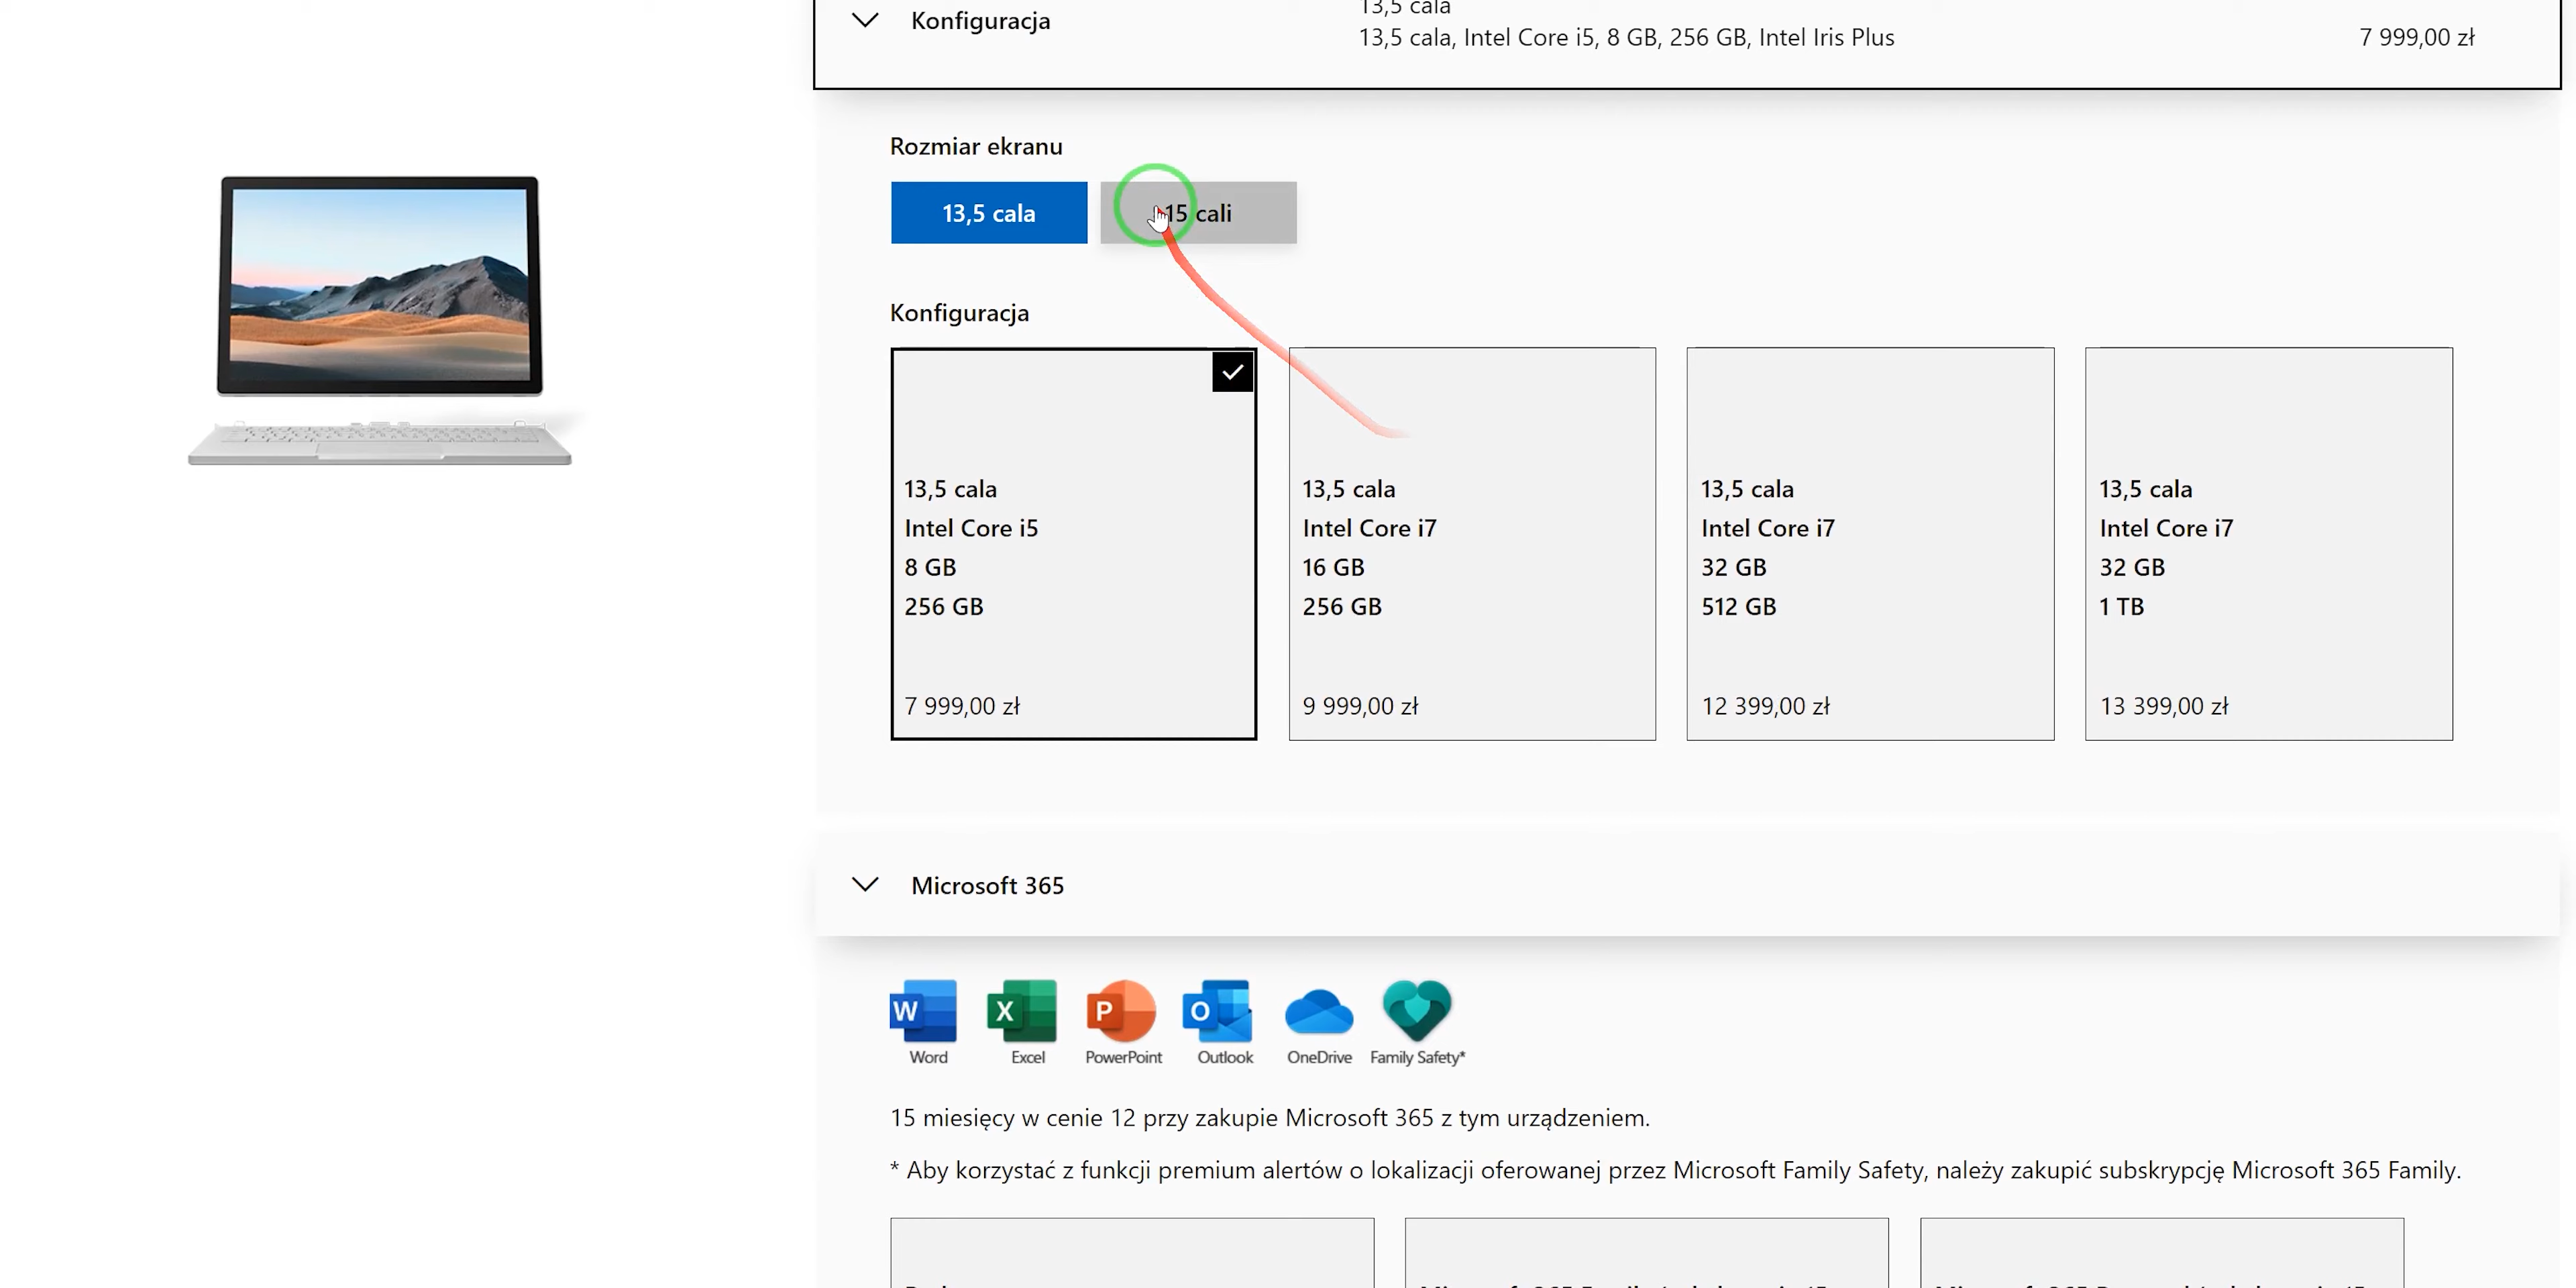 13,5 cala
Konfiguracja
13,5 cala, Intel Core i5, 8 GB, 256 GB, Intel Iris Plus
7 999,00 zł
Rozmiar ekranu
13,5 cala
15 cali
Konfiguracja
13,5 cala
Intel Core i5
8 GB
256 GB
7 999,00 zł
13,5 cala
Intel Core i7
16 GB
256 GB
9 999,00 zł
13,5 cala
Intel Core i7
32 GB
512 GB
12 399,00 zł
13,5 cala
Intel Core i7
32 GB
1 TB
13 399,00 zł
Microsoft 365
Word
Excel
PowerPoint
Outlook
OneDrive
Family Safety*
15 miesięcy w cenie 12 przy zakupie Microsoft 365 z tym urządzeniem.
* Aby korzystać z funkcji premium alertów o lokalizacji oferowanej przez Microsoft Family Safety, należy zakupić subskrypcję Microsoft 365 Family.